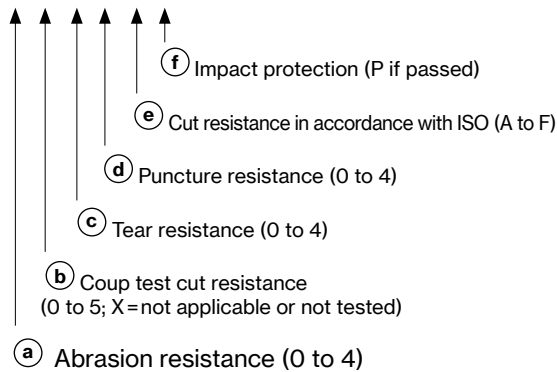 f Impact protection (P if passed)
e Cut resistance in accordance with ISO (A to F)
d Puncture resistance (0 to 4)
c Tear resistance (0 to 4)
b Coup test cut resistance
(0 to 5; X=not applicable or not tested)
a Abrasion resistance (0 to 4)